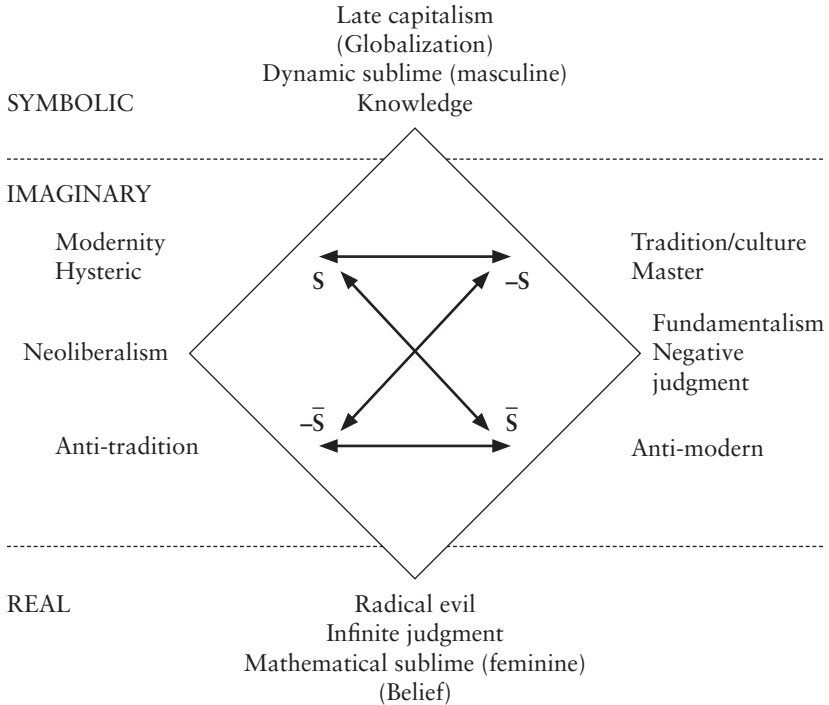 Late capitalism
(Globalization)
Dynamic sublime (masculine)
SYMBOLIC Knowledge
IMAGINARY
Modernity
Hysteric
Tradition/culture
Master
S –S
Neoliberalism
Fundamentalism
Negative
judgment
–S̅ S̅
Anti-tradition
Anti-modern
REAL Radical evil
Infinite judgment
Mathematical sublime (feminine)
(Belief)